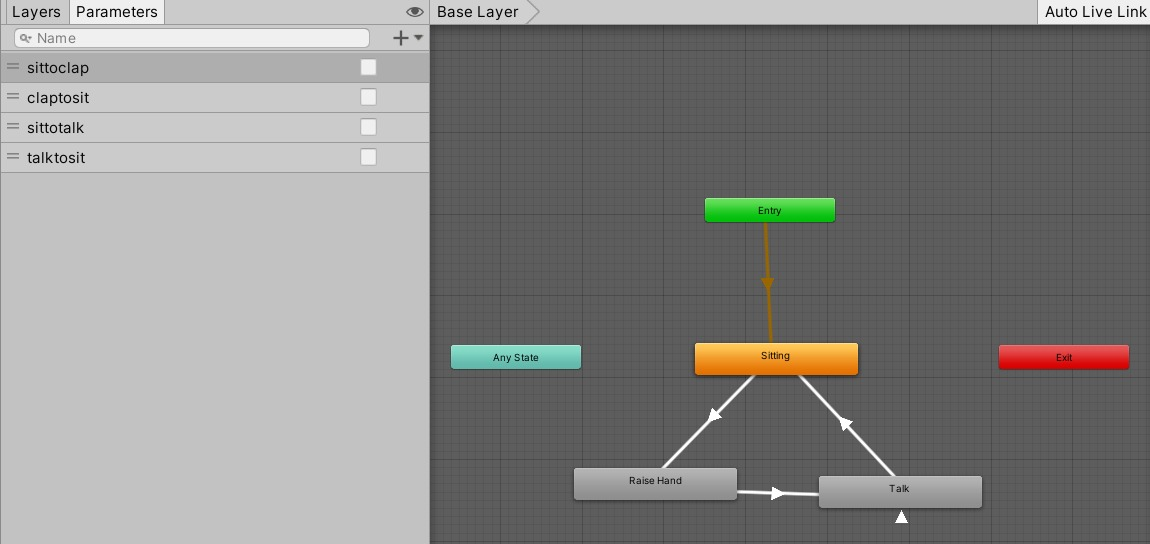 Layers Parameters
Base Layer
Auto Live Link
Name
sittoclap
claptosit
sittotalk
talktosit
Entry
Any State
Sitting
Exit
Raise Hand
Talk